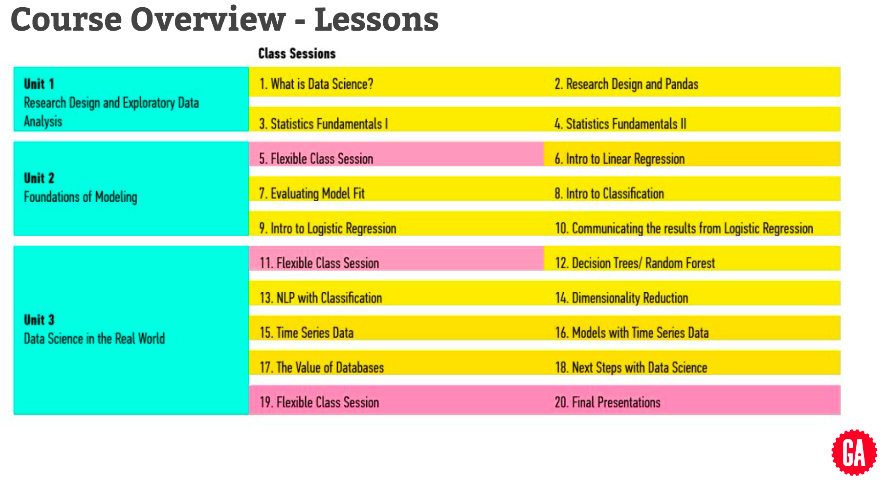 Course Overview - Lessons
Class Sessions
Unit 1
Research Design and Exploratory Data
Analysis
1. What is Data Science?
2. Research Design and Pandas
3. Statistics Fundamentals I
4. Statistics Fundamentals II
Unit 2
Foundations of Modeling
5. Flexible Class Session
6. Intro to Linear Regression
7. Evaluating Model Fit
8. Intro to Classification
9. Intro to Logistic Regression
10. Communicating the results from Logistic Regression
Unit 3
Data Science in the Real World
11. Flexible Class Session
12. Decision Trees/ Random Forest
13. NLP with Classification
14. Dimensionality Reduction
15. Time Series Data
16. Models with Time Series Data
17. The Value of Databases
18. Next Steps with Data Science
19. Flexible Class Session
20. Final Presentations
GA